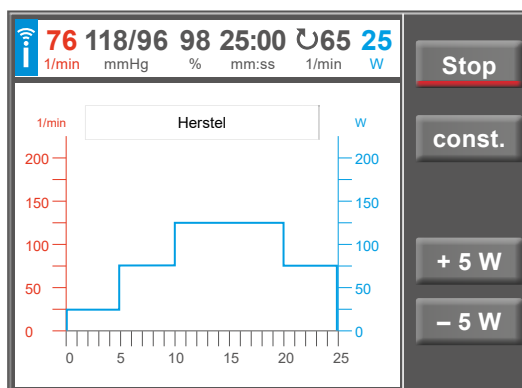 76 118/96 98 25:00 ↻65 25
1/min mmHg % mm:ss 1/min W
Stop
const.
+ 5 W
– 5 W
Herstel
1/min W
200 200
150 150
100 100
50 50
0 0
0 5 10 15 20 25